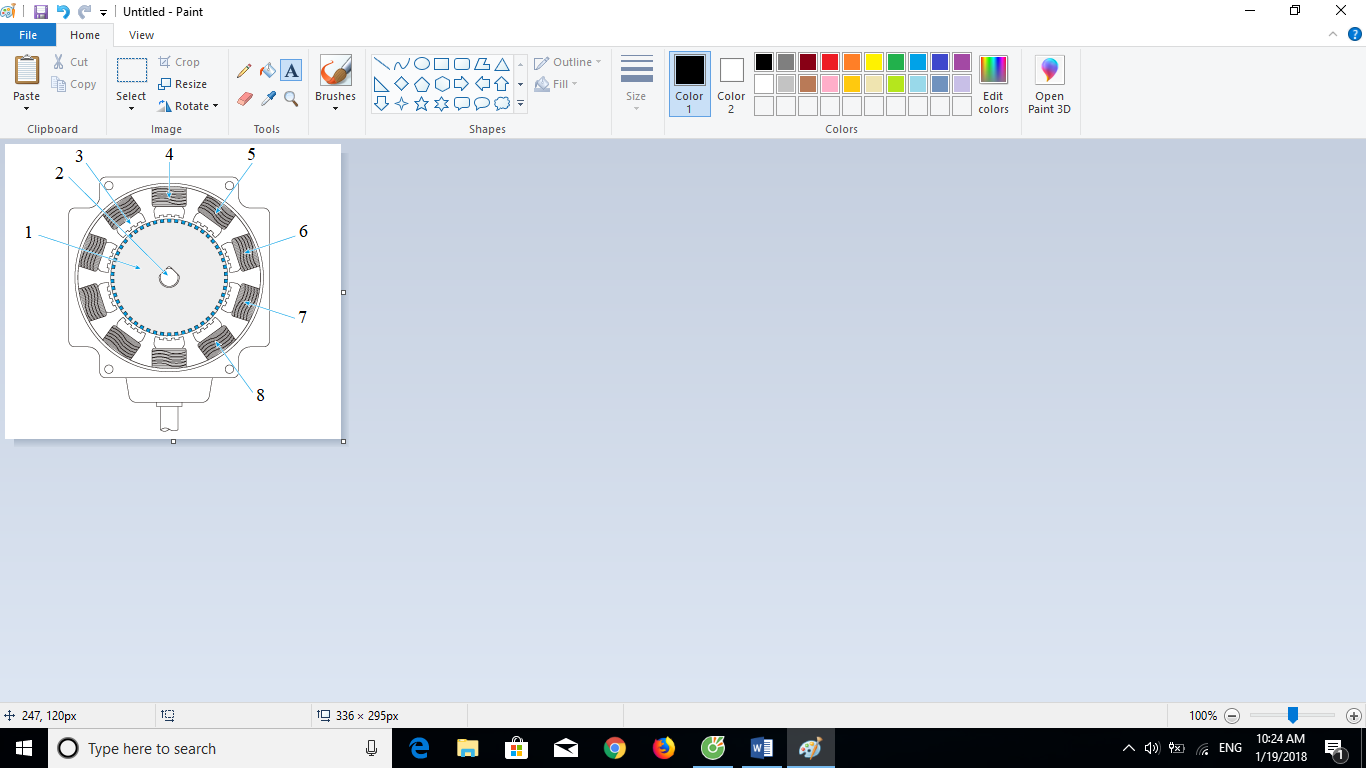 Untitled - Paint
File Home View
Paste
Cut
Copy
Clipboard
Select
Crop
Resize
Rotate
Image
A
Tools
Brushes
Shapes
Outline
Fill
Size
Color
1
Color
2
Colors
Edit
colors
Open
Paint 3D
3
4
5
2
1
6
7
8
247, 120px
336 × 295px
100%
Type here to search
ENG
10:24 AM
1/19/2018
1